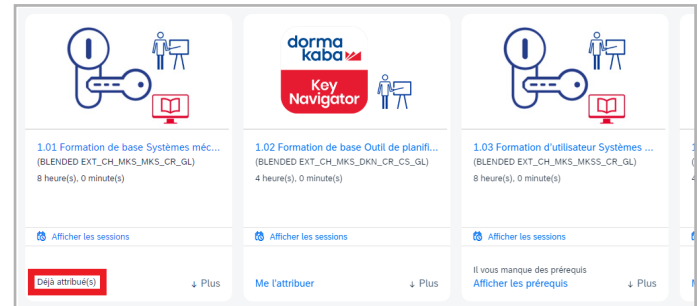 dorma
kaba
Key
Navigator
1.01 Formation de base Systèmes méc...
(BLENDED EXT_CH_MKS_MKS_CR_GL)
8 heure(s), 0 minute(s)
Afficher les sessions
Déjà attribué(s)
↓ Plus
1.02 Formation de base Outil de planifi...
(BLENDED EXT_CH_MKS_DKN_CR_CS_GL)
4 heure(s), 0 minute(s)
Afficher les sessions
Me l'attribuer
↓ Plus
1.03 Formation d'utilisateur Systèmes ...
(BLENDED EXT_CH_MKS_MKSS_CR_GL)
8 heure(s), 0 minute(s)
Afficher les sessions
Il vous manque des prérequis
Afficher les prérequis
↓ Plus